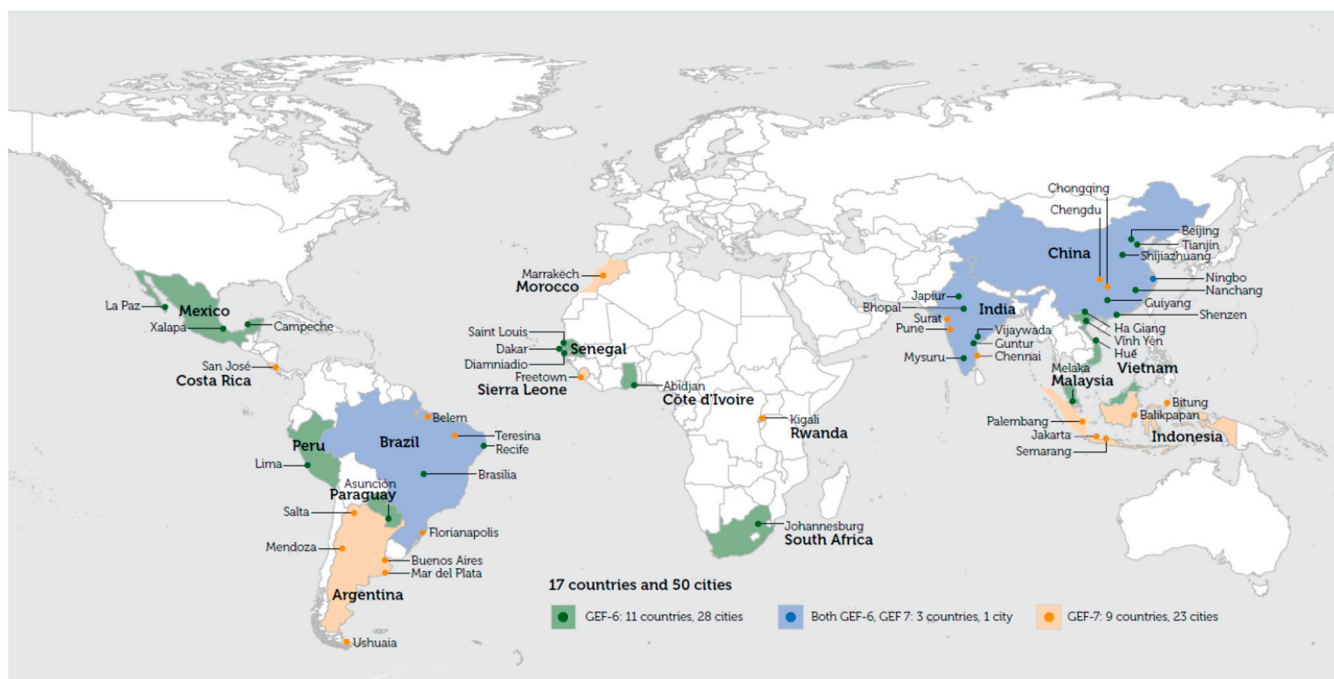 Chongqing
Chengdu
Beijing
Tianjin
Shijiazhuang
China
Ningbo
Nanchang
Guiyang
Shenzen
Marrakech
Morocco
La Paz
Mexico
Xalapa
Campeche
Japiur
India
Bhopal
Surat
Pune
Vijaywada
Guntur
Chennai
Mysuru
Ha Giang
Vĩnh Yên
Huế
Vietnam
Saint Louis
Dakar
Senegal
Diamniadio
Freetown
Sierra Leone
Abidjan
Côte d'Ivoire
San José
Costa Rica
Melaka
Malaysia
Kigali
Rwanda
Bitung
Balikpapan
Palembang
Jakarta
Semarang
Indonesia
Belem
Brazil
Teresina
Recife
Peru
Lima
Brasilia
Asunción
Paraguay
Salta
Florianapolis
Mendoza
Buenos Aires
Mar del Plata
Argentina
Ushuaia
Johannesburg
South Africa
17 countries and 50 cities
GEF-6: 11 countries, 28 cities
Both GEF-6, GEF 7: 3 countries, 1 city
GEF-7: 9 countries, 23 cities